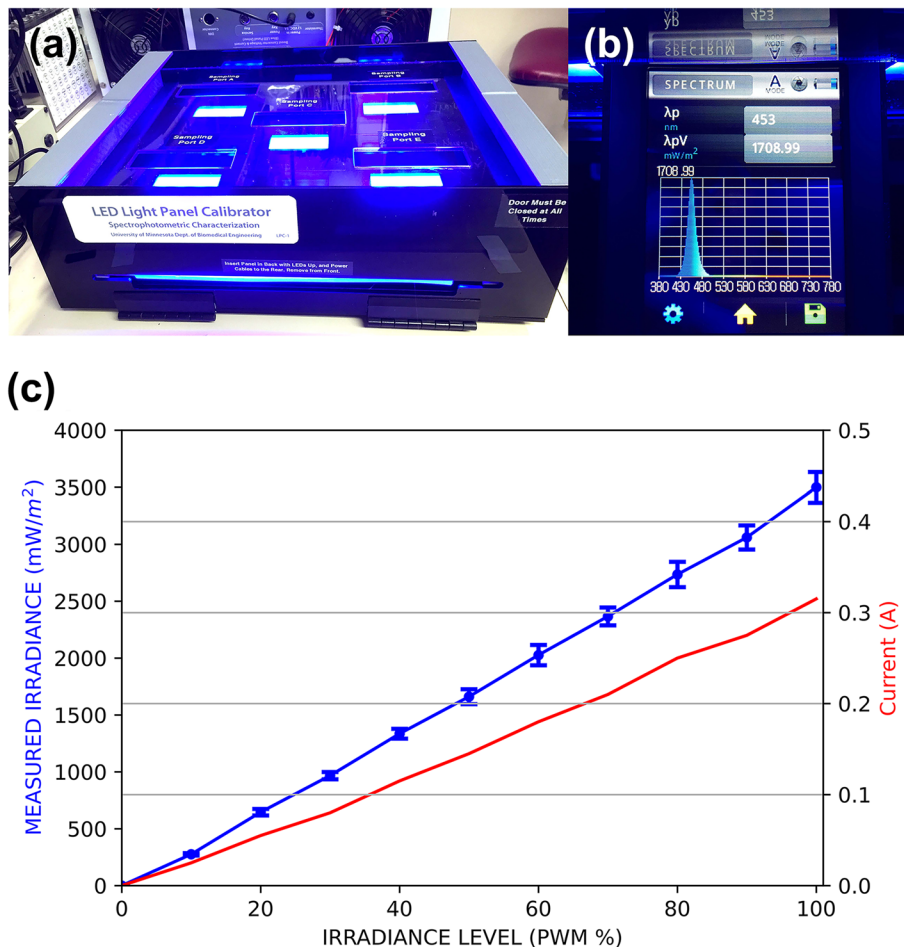 (a)
Sampling
Port A
Sampling
Port B
Sampling
Port C
Sampling
Port D
Sampling
Port E
LED Light Panel Calibrator
Spectrophotometric Characterization
University of Minnesota Dept. of Biomedical Engineering LPC-1
Door Must Be
Closed at All
Times
Insert Panel in Back with LEDs Up, and Power
Cables to the Rear. Remove from Front.
(b)
453
SPECTRUM
A
MODE
λp
nm
453
λpV
mW/m²
1708.99
1708.99
380 430 480 530 580 630 680 730 780
(c)
4000
3500
3000
2500
2000
1500
1000
500
0
MEASURED IRRADIANCE (mW/m²)
0.5
0.4
0.3
0.2
0.1
0.0
Current (A)
0 20 40 60 80 100
IRRADIANCE LEVEL (PWM %)